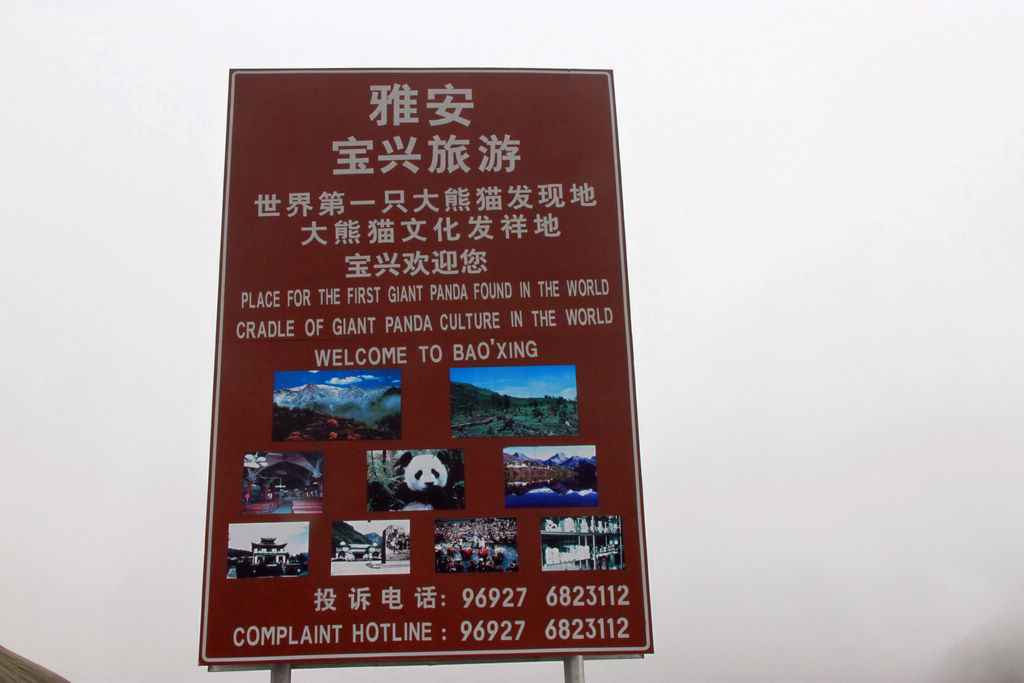 雅安
宝兴旅游
世界第一只大熊猫发现地
大熊猫文化发祥地
宝兴欢迎您
PLACE FOR THE FIRST GIANT PANDA FOUND IN THE WORLD
CRADLE OF GIANT PANDA CULTURE IN THE WORLD
WELCOME TO BAO'XING
投诉电话: 96927 6823112
COMPLAINT HOTLINE : 96927 6823112